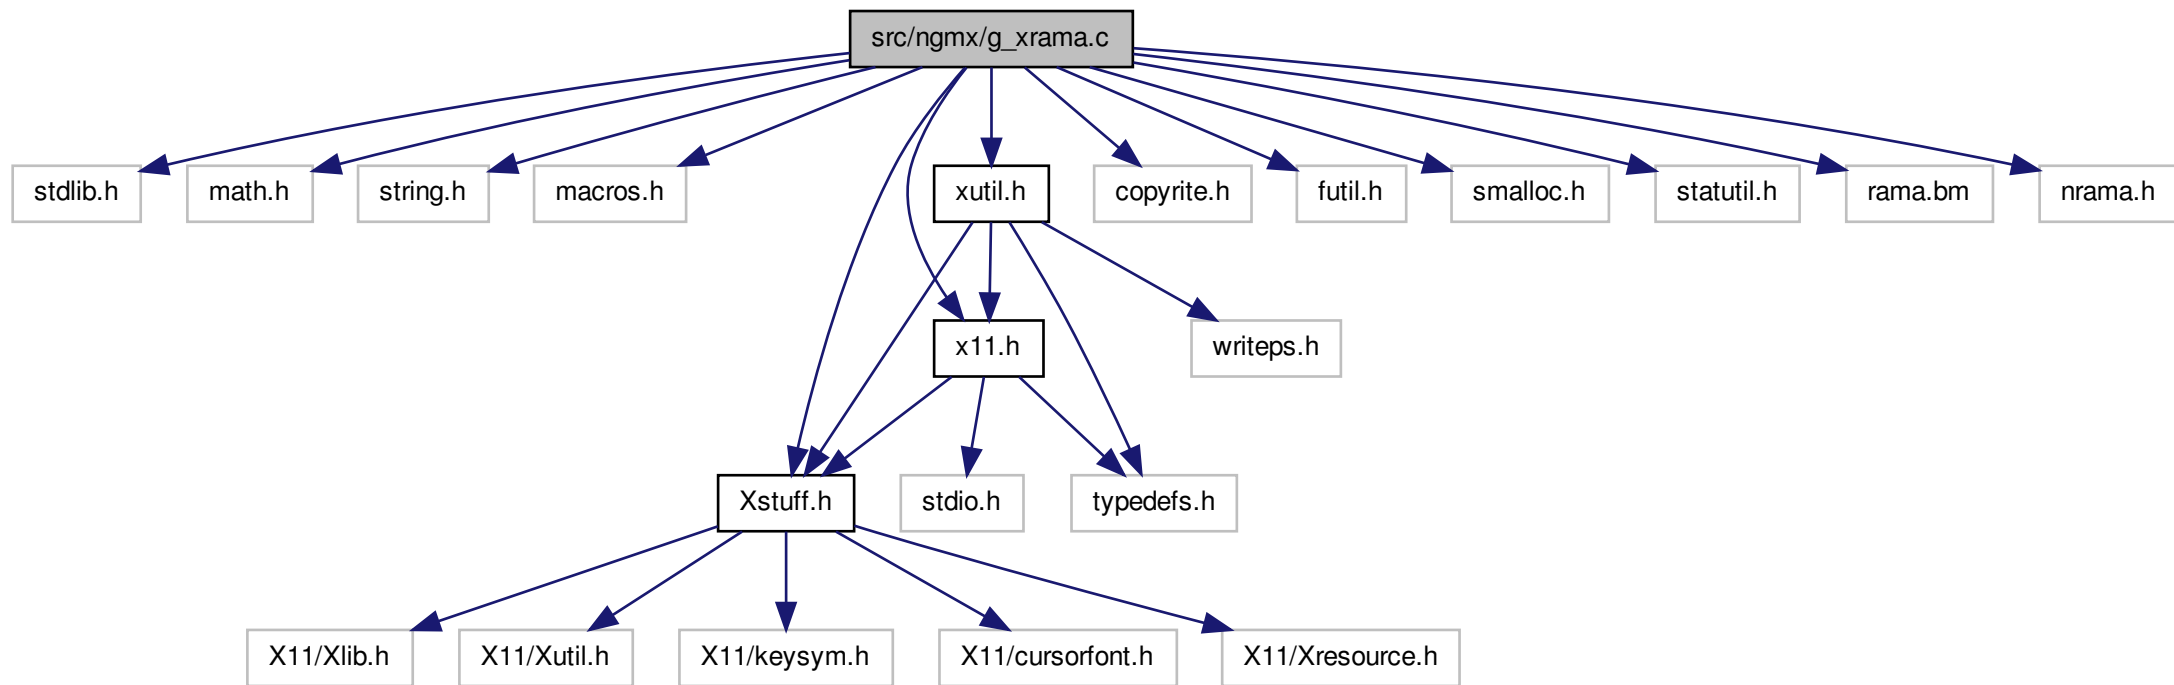 src/ngmx/g_xrama.c
stdlib.h
math.h
string.h
macros.h
xutil.h
copyrite.h
futil.h
smalloc.h
statutil.h
rama.bm
nrama.h
x11.h
writeps.h
Xstuff.h
stdio.h
typedefs.h
X11/Xlib.h
X11/Xutil.h
X11/keysym.h
X11/cursorfont.h
X11/Xresource.h